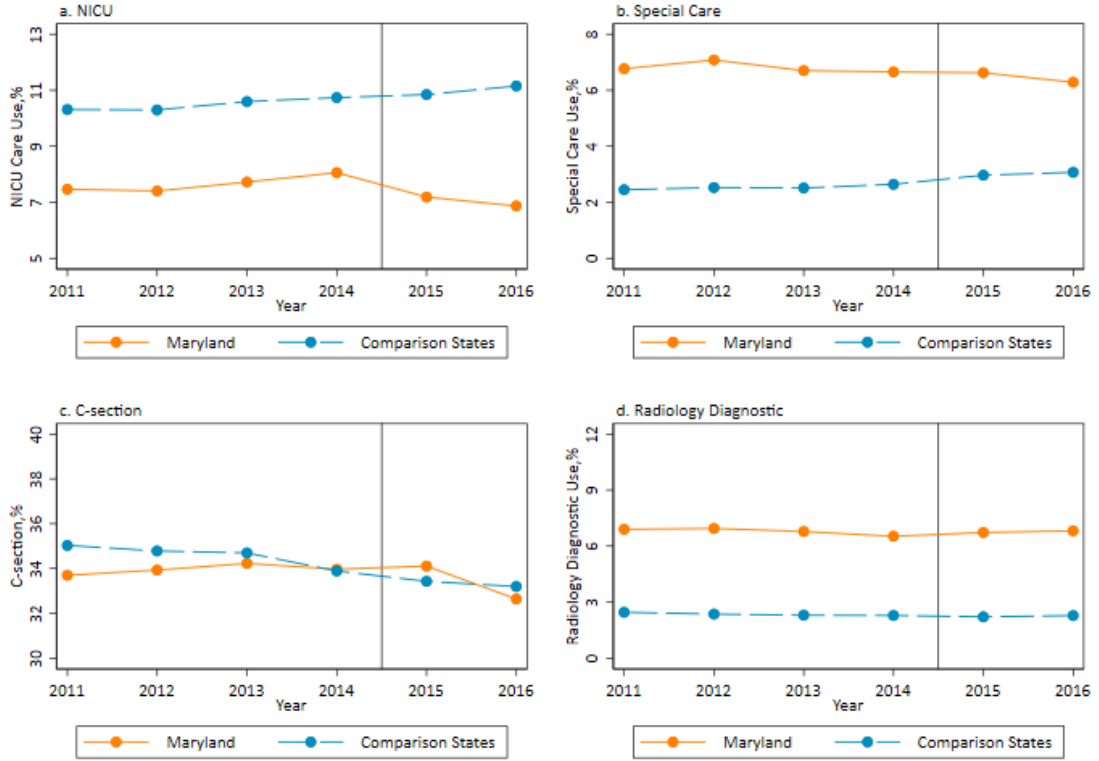 a. NICU
NICU Care Use,%
13
11
9
7
5
2011 2012 2013 2014 2015 2016
Year
Maryland Comparison States
b. Special Care
Special Care Use,%
8
6
4
2
0
2011 2012 2013 2014 2015 2016
Year
Maryland Comparison States
c. C-section
C-section,%
40
38
36
34
32
30
2011 2012 2013 2014 2015 2016
Year
Maryland Comparison States
d. Radiology Diagnostic
Radiology Diagnostic Use,%
12
9
6
3
0
2011 2012 2013 2014 2015 2016
Year
Maryland Comparison States